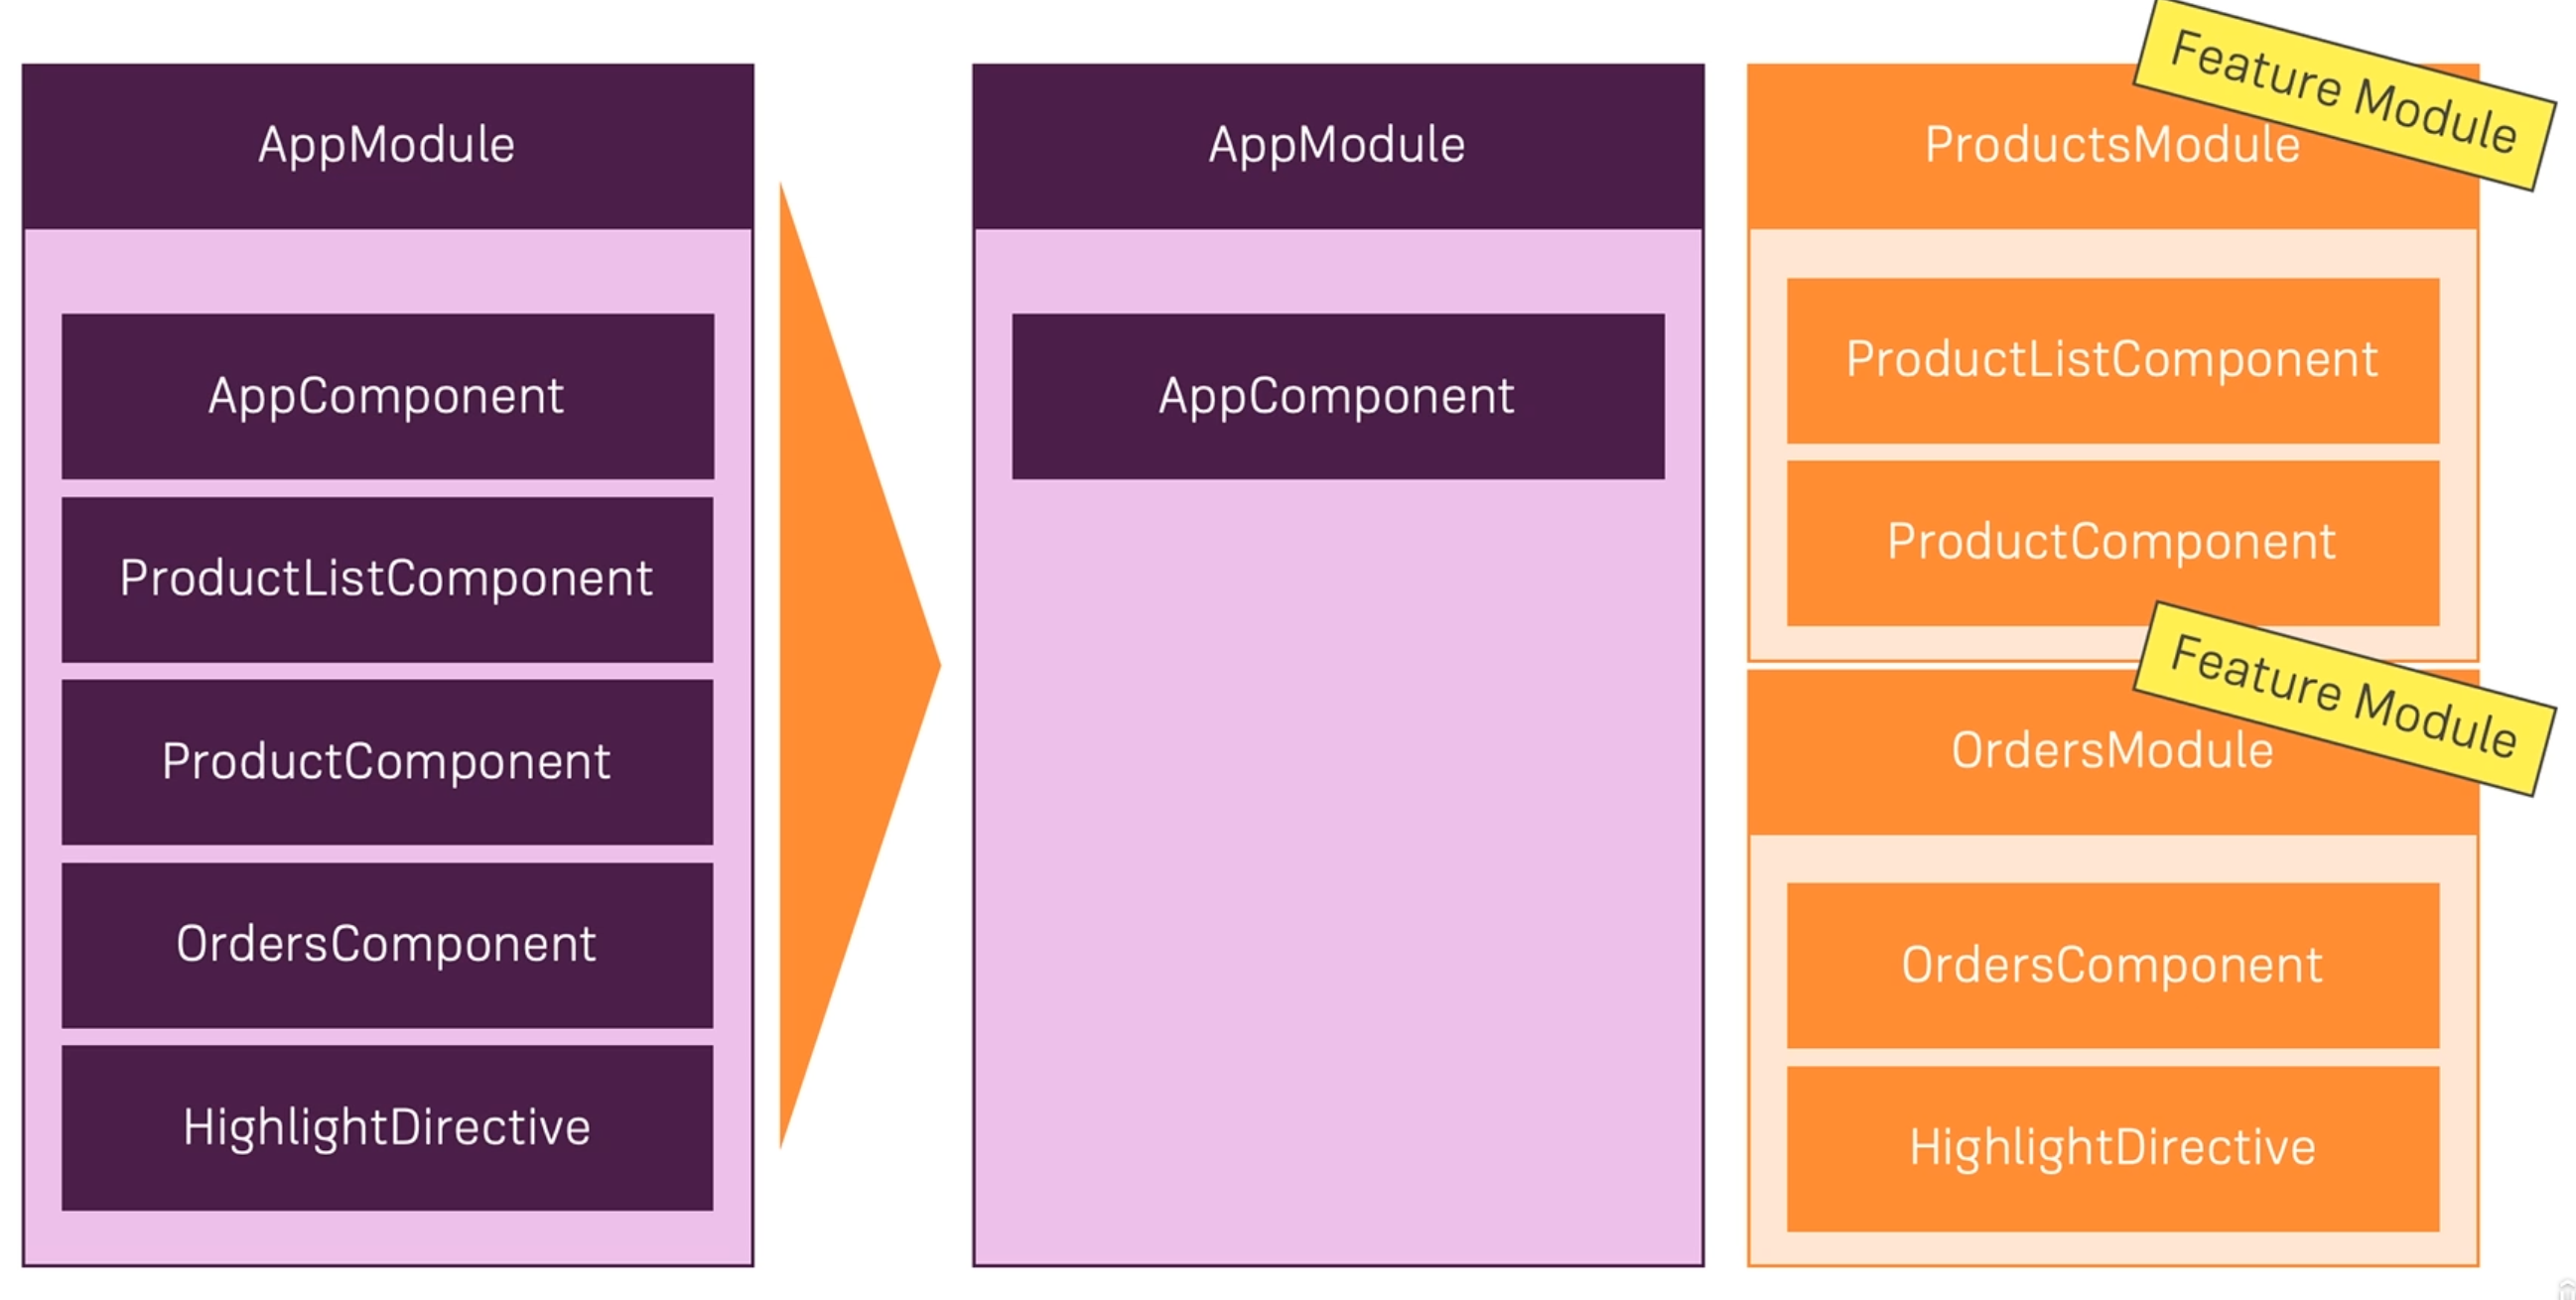 AppModule
AppComponent
ProductListComponent
ProductComponent
OrdersComponent
HighlightDirective
AppModule
AppComponent
Feature Module
ProductsModule
ProductListComponent
ProductComponent
Feature Module
OrdersModule
OrdersComponent
HighlightDirective